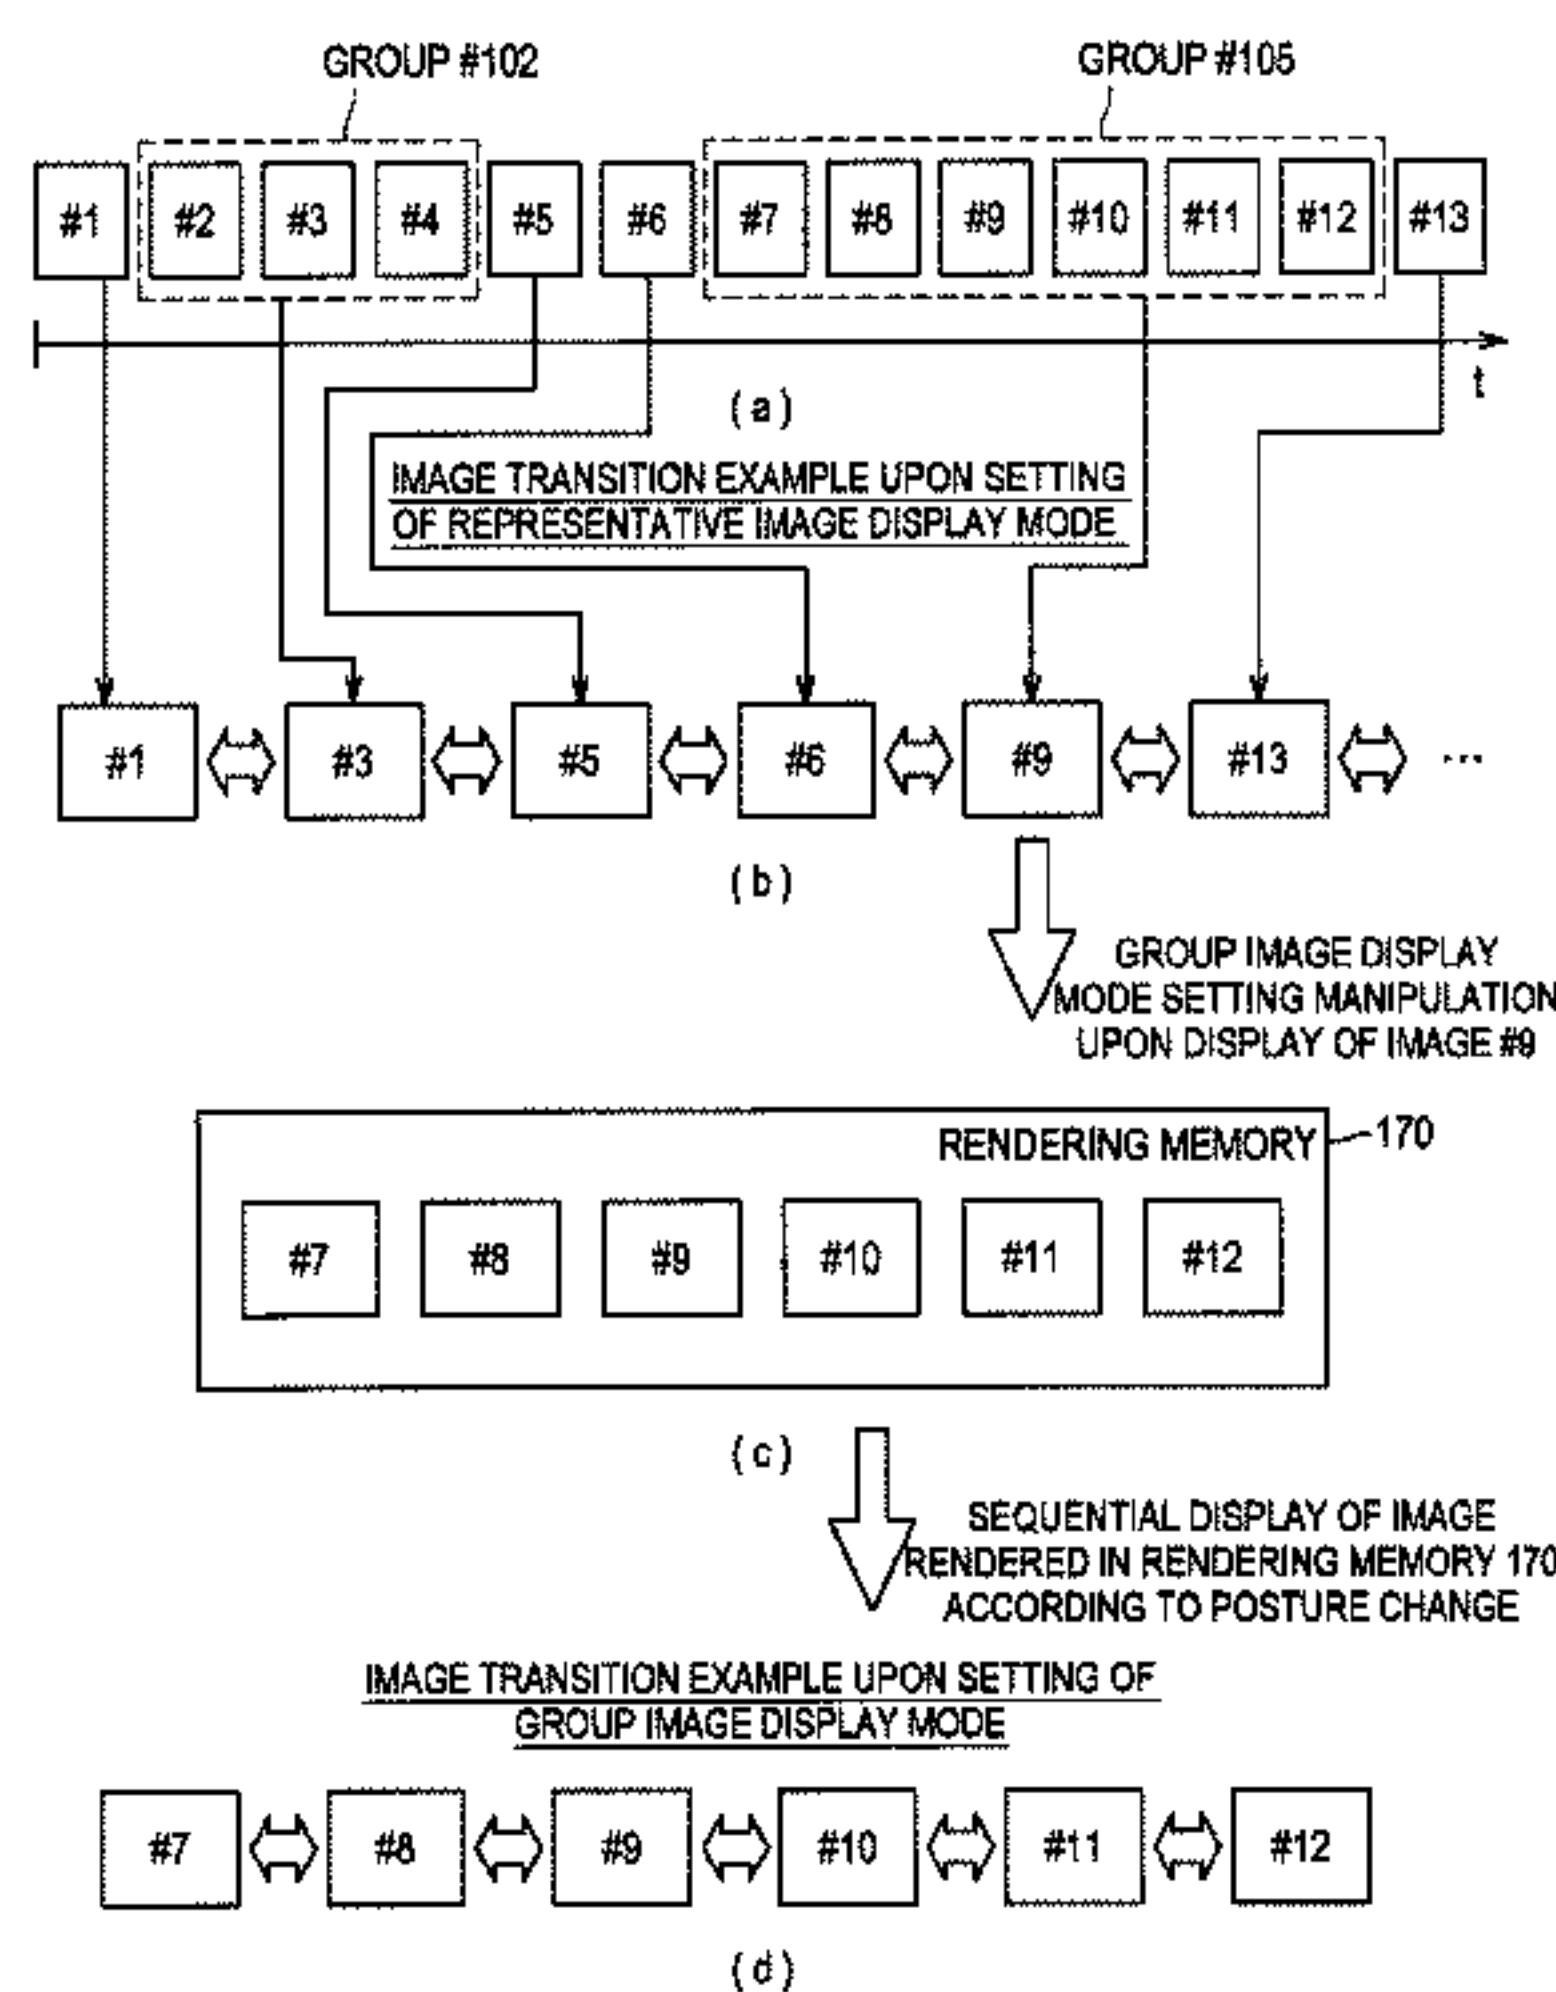 GROUP #102 GROUP #105
#1 #2 #3 #4 #5 #6 #7 #8 #9 #10 #11 #12 #13
t
(a)
IMAGE TRANSITION EXAMPLE UPON SETTING
OF REPRESENTATIVE IMAGE DISPLAY MODE
#1 #3 #5 #6 #9 #13 ...
(b)
GROUP IMAGE DISPLAY
MODE SETTING MANIPULATION
UPON DISPLAY OF IMAGE #9
RENDERING MEMORY 170
#7 #8 #9 #10 #11 #12
(c)
SEQUENTIAL DISPLAY OF IMAGE
RENDERED IN RENDERING MEMORY 170
ACCORDING TO POSTURE CHANGE
IMAGE TRANSITION EXAMPLE UPON SETTING OF
GROUP IMAGE DISPLAY MODE
#7 #8 #9 #10 #11 #12
(d)